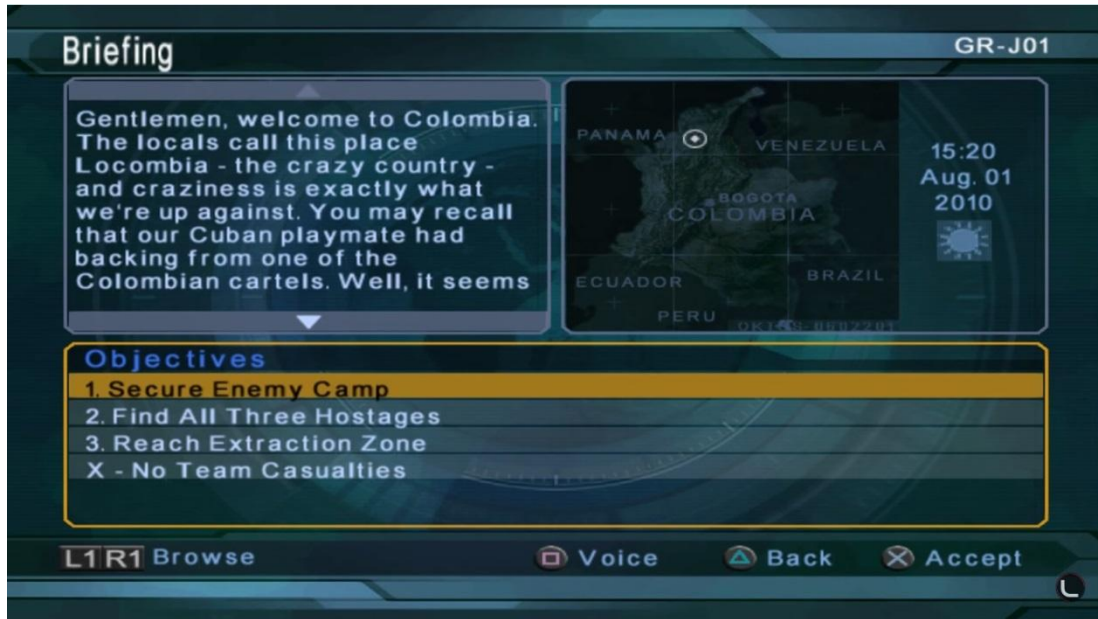 Briefing
GR-J01
Gentlemen, welcome to Colombia.
The locals call this place
Locombia - the crazy country -
and craziness is exactly what
we're up against. You may recall
that our Cuban playmate had
backing from one of the
Colombian cartels. Well, it seems
PANAMA
VENEZUELA
BOGOTA
COLOMBIA
ECUADOR
BRAZIL
PERU
15:20
Aug. 01
2010
Objectives
1. Secure Enemy Camp
2. Find All Three Hostages
3. Reach Extraction Zone
X - No Team Casualties
L1 R1 Browse
Voice
Back
Accept